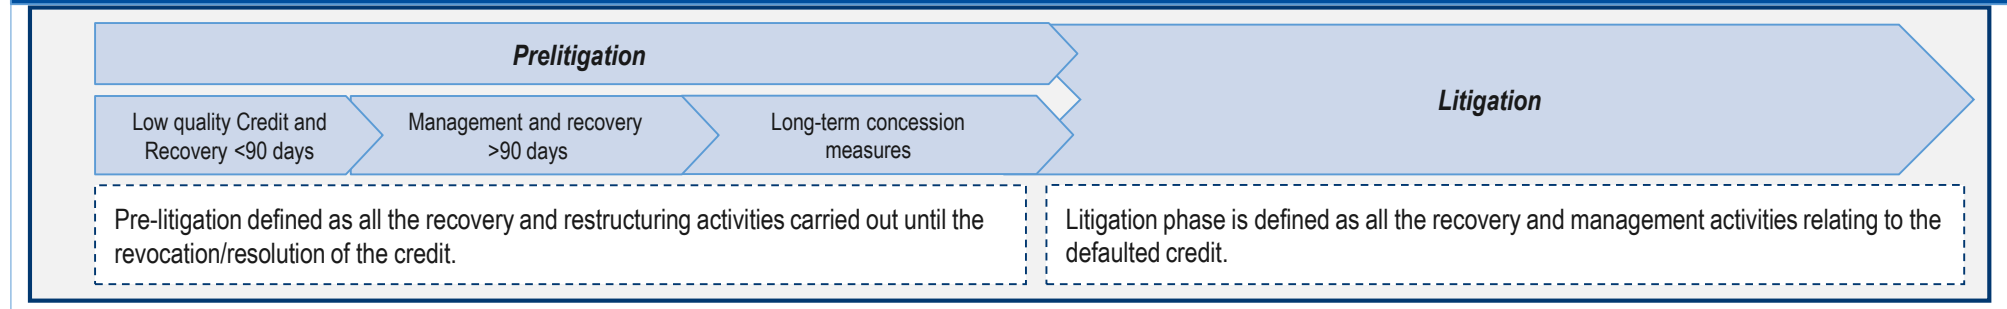 Prelitigation
Litigation
Low quality Credit and
Recovery <90 days
Management and recovery
>90 days
Long-term concession
measures
Pre-litigation defined as all the recovery and restructuring activities carried out until the
revocation/resolution of the credit.
Litigation phase is defined as all the recovery and management activities relating to the
defaulted credit.